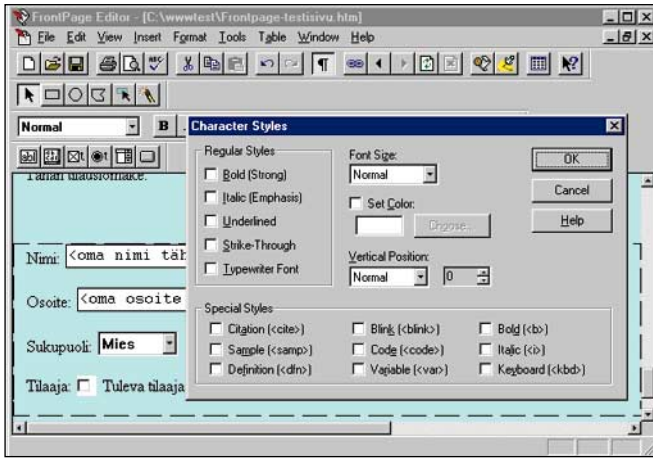 FrontPage Editor - [C:\wwwtest\Frontpage-testisivu.htm]
File Edit View Insert Format Tools Table Window Help
Normal B
Character Styles
Regular Styles
Bold (Strong)
Italic (Emphasis)
Underlined
Strike-Through
Typewriter Font
Font Size:
Normal
Set Color:
Choose...
Vertical Position:
Normal 0
OK
Cancel
Help
Special Styles
Citation (<cite>) Blink (<blink>) Bold (<b>)
Sample (<samp>) Code (<code>) Italic (<i>)
Definition (<dfn>) Variable (<var>) Keyboard (<kbd>)
Tähän tilauslomake:
Nimi: <oma nimi täh
Osoite: <oma osoite
Sukupuoli: Mies
Tilaaja: Tuleva tilaaja